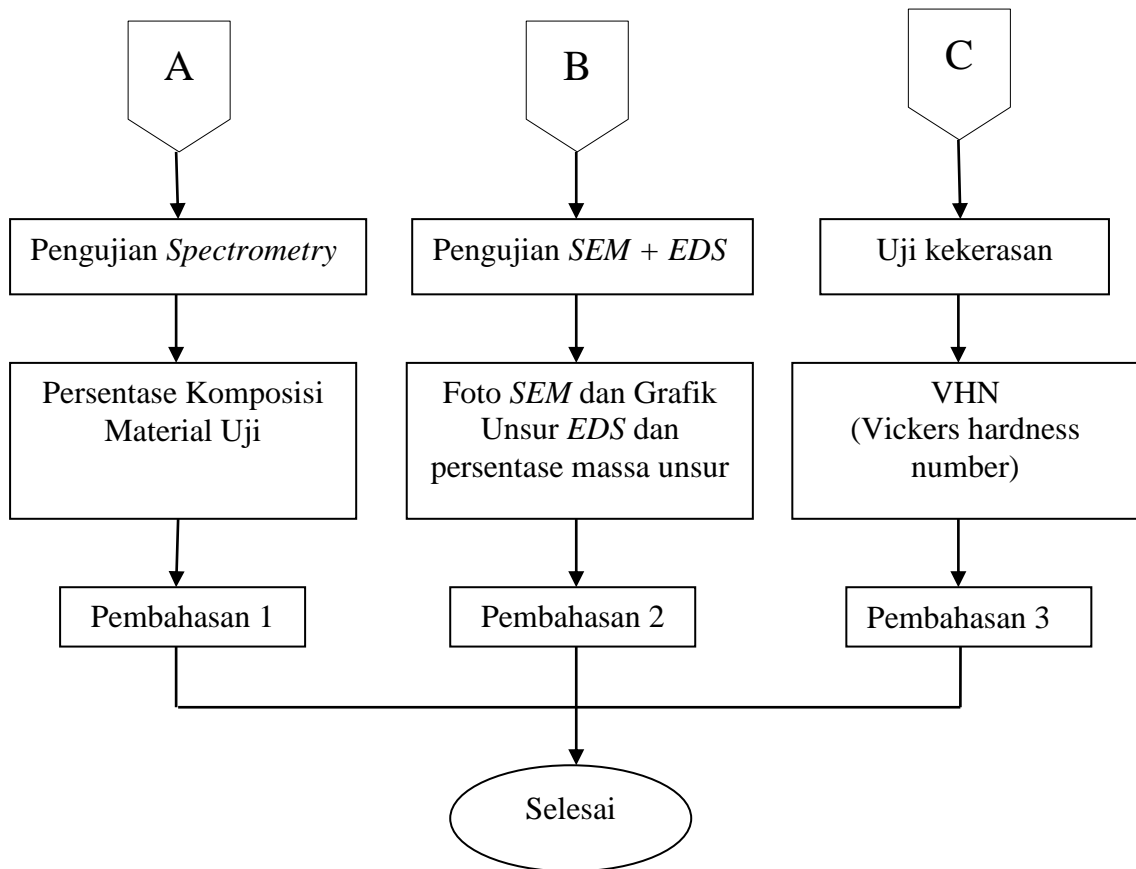 A
B
C
Pengujian Spectrometry
Pengujian SEM + EDS
Uji kekerasan
Persentase Komposisi
Material Uji
Foto SEM dan Grafik
Unsur EDS dan
persentase massa unsur
VHN
(Vickers hardness
number)
Pembahasan 1
Pembahasan 2
Pembahasan 3
Selesai